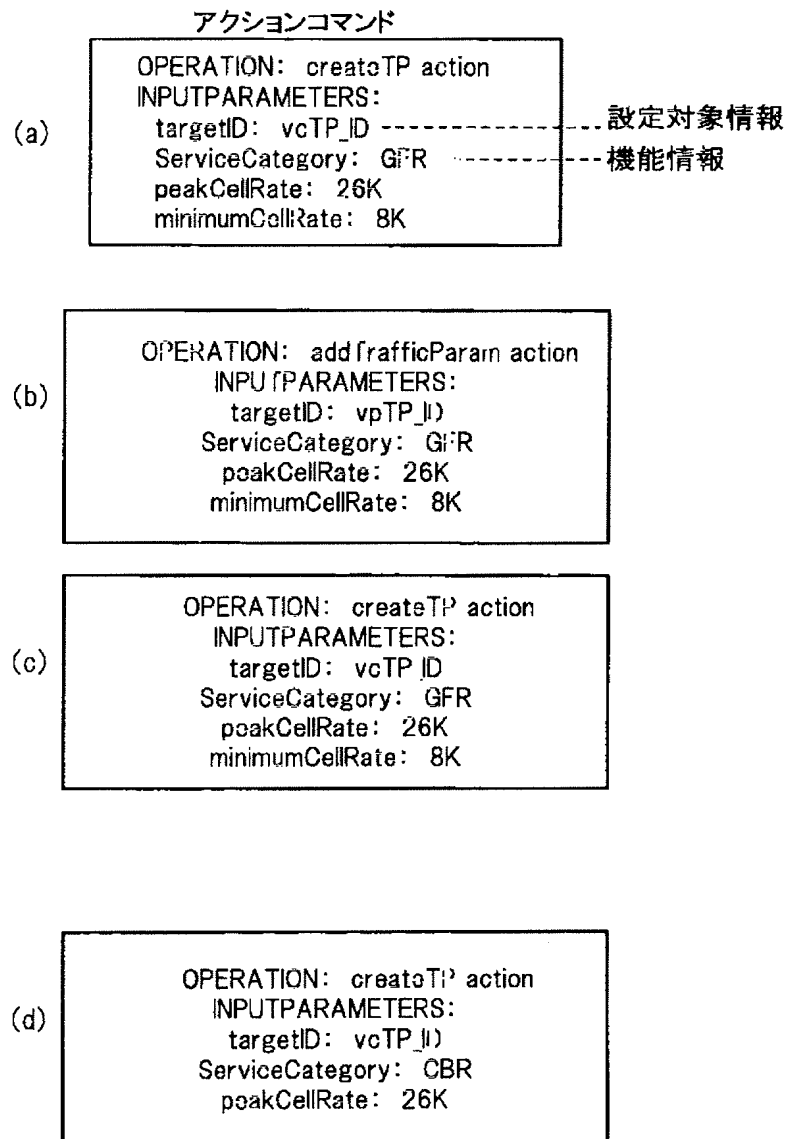 アクションコマンド
(a)
OPERATION: createTP action
INPUTPARAMETERS:
targetID: vcTP_ID 設定対象情報
ServiceCategory: GFR 機能情報
peakCellRate: 26K
minimumCellRate: 8K
(b)
OPERATION: addTrafficParam action
INPUTPARAMETERS:
targetID: vpTP_ID
ServiceCategory: GFR
peakCellRate: 26K
minimumCellRate: 8K
(c)
OPERATION: createTP action
INPUTPARAMETERS:
targetID: vcTP_ID
ServiceCategory: GFR
peakCellRate: 26K
minimumCellRate: 8K
(d)
OPERATION: createTP action
INPUTPARAMETERS:
targetID: vcTP_ID
ServiceCategory: CBR
peakCellRate: 26K